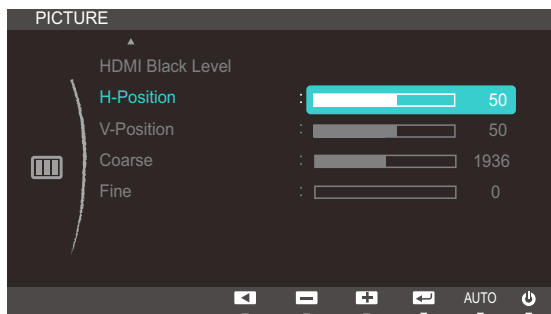 PICTURE
HDMI Black Level
H-Position : 50
V-Position : 50
Coarse : 1936
Fine : 0
AUTO